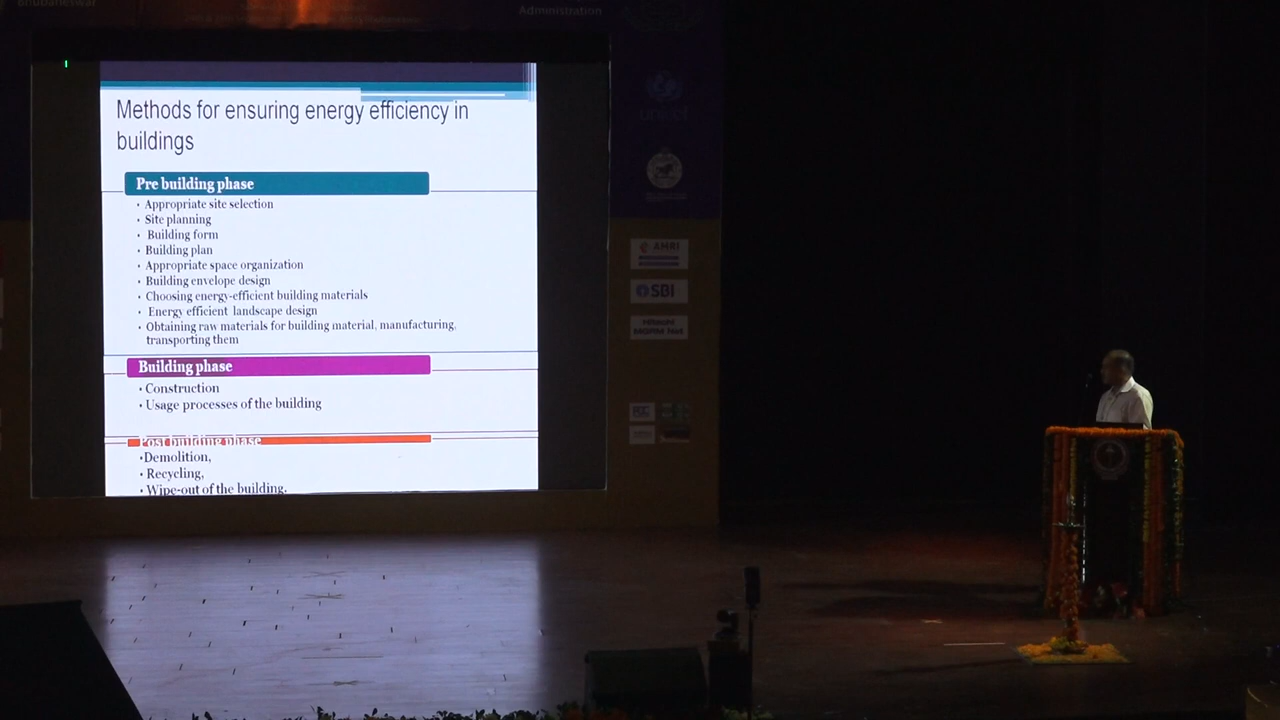 Bhubaneswar
Administration
Methods for ensuring energy efficiency in
buildings
Pre building phase
• Appropriate site selection
• Site planning
• Building form
• Building plan
• Appropriate space organization
• Building envelope design
• Choosing energy-efficient building materials
• Energy efficient landscape design
• Obtaining raw materials for building material, manufacturing,
transporting them
Building phase
• Construction
• Usage processes of the building
Post building phase
•Demolition,
• Recycling,
• Wipe-out of the building.
AMRI
SBI